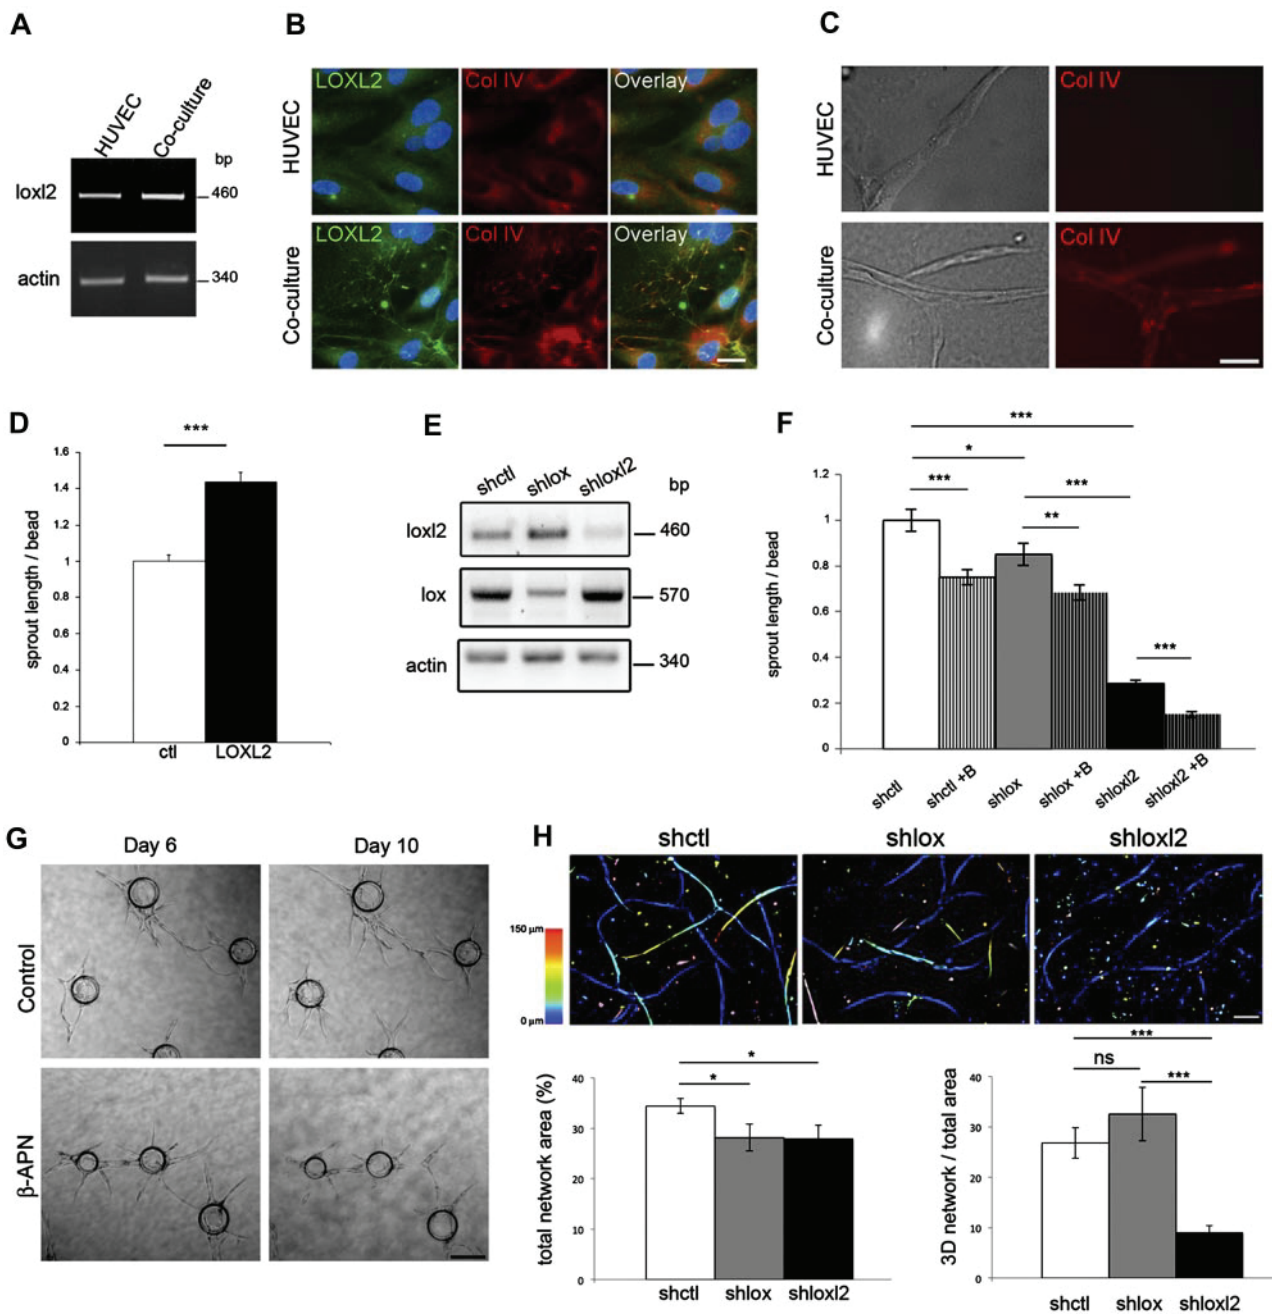 A
HUVEC
Co-culture
bp
loxl2
460
actin
340
B
LOXL2
Col IV
Overlay
HUVEC
LOXL2
Col IV
Overlay
Co-culture
C
Col IV
HUVEC
Col IV
Co-culture
D
***
1.6
1.4
1.2
1
0.8
0.6
0.4
0.2
0
sprout length / bead
ctl
LOXL2
E
shctl
shlox
shloxl2
bp
loxl2
460
lox
570
actin
340
F
***
*
***
***
**
***
1.2
1
0.8
0.6
0.4
0.2
0
sprout length / bead
shctl
shctl +B
shlox
shlox +B
shloxl2
shloxl2 +B
G
Day 6
Day 10
Control
β-APN
H
shctl
shlox
shloxl2
150 µm
0 µm
*
*
40
30
20
10
0
total network area (%)
shctl
shlox
shloxl2
***
ns
***
40
30
20
10
0
3D network / total area
shctl
shlox
shloxl2